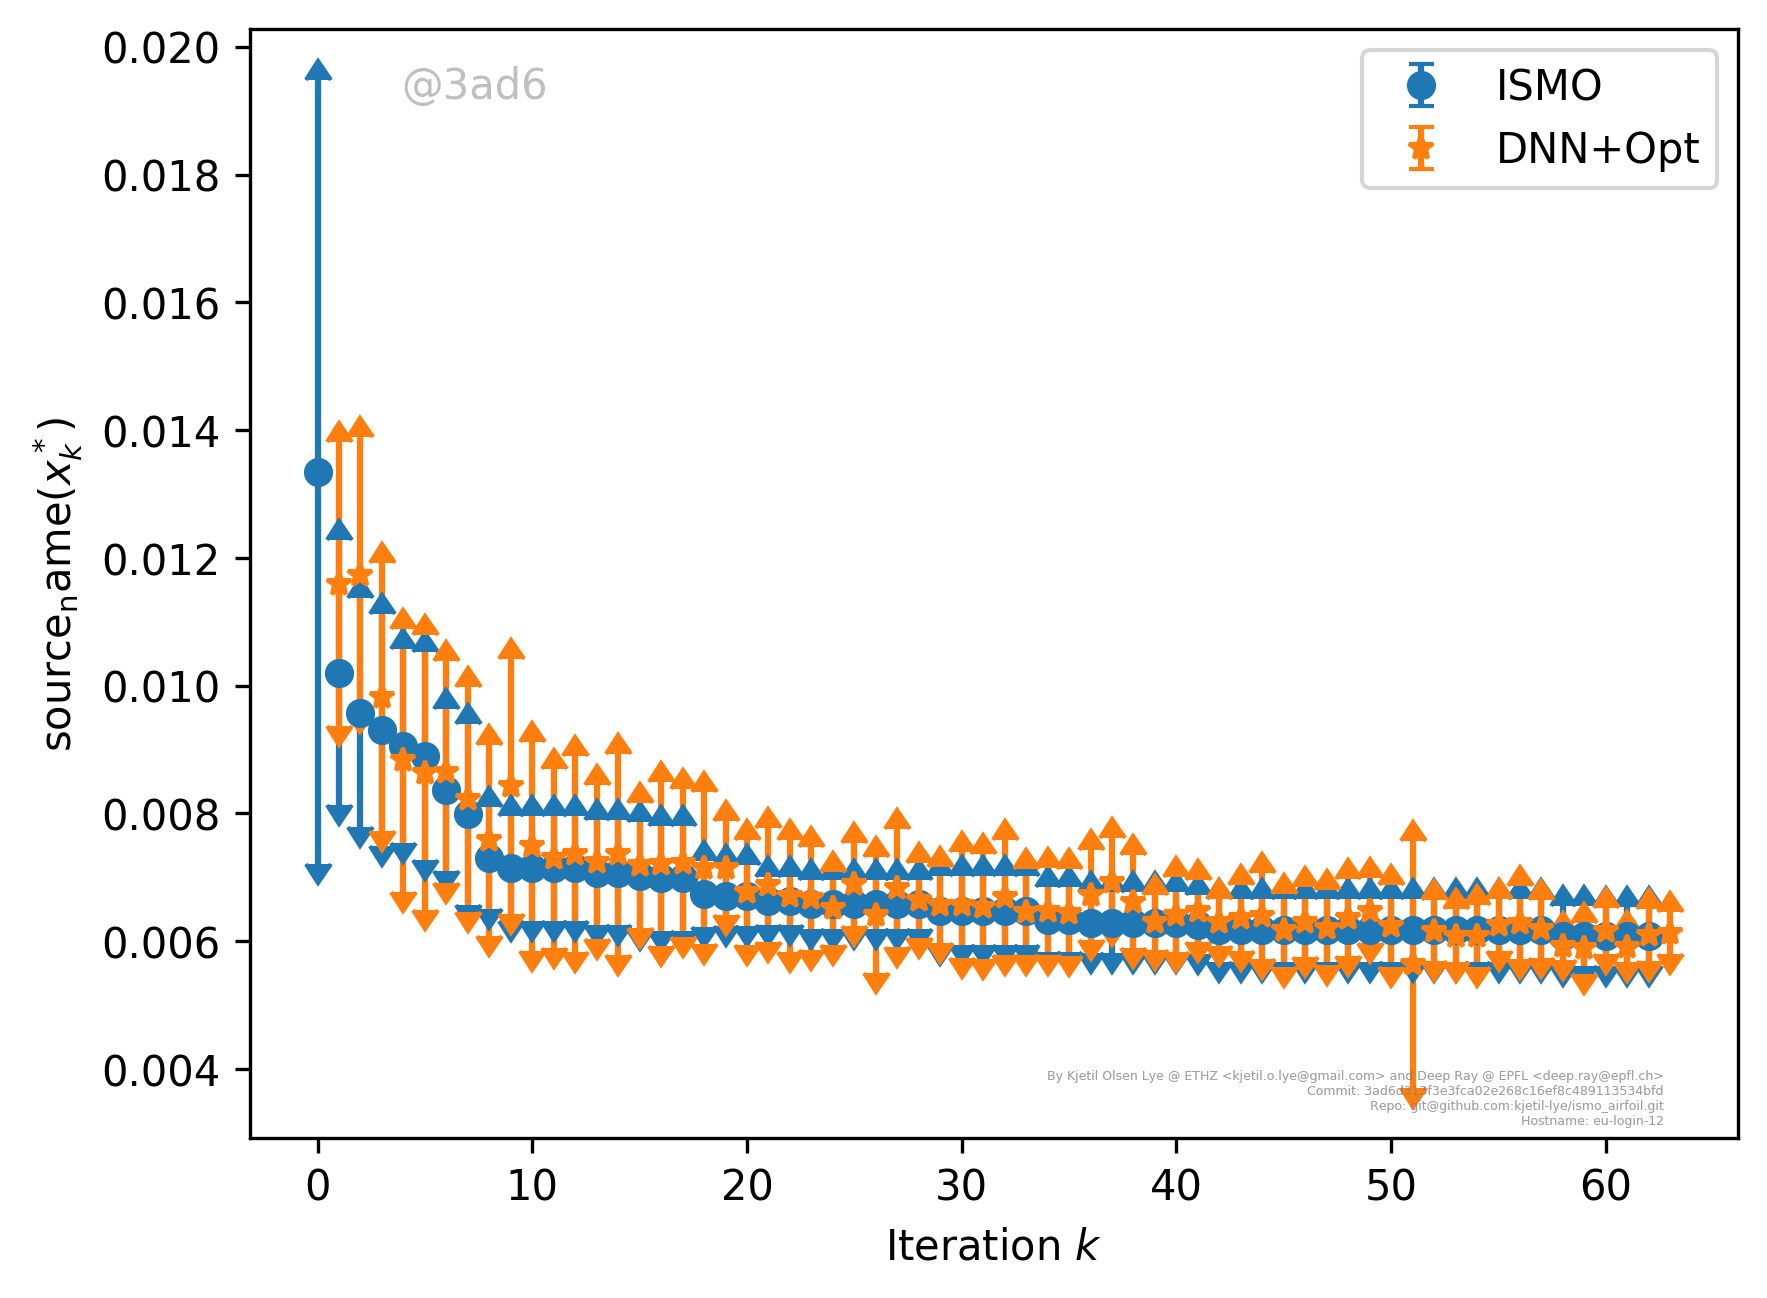 0.020
0.018
0.016
0.014
0.012
0.010
0.008
0.006
0.004
source_name(x_k^*)
@3ad6
ISMO
DNN+Opt
By Kjetil Olsen Lye @ ETHZ <kjetil.o.lye@gmail.com> and Deep Ray @ EPFL <deep.ray@epfl.ch>
Commit:
Repo: git@github.com:kjetil-lye/ismo_airfoil.git
Hostname: eu-login-12
0 10 20 30 40 50 60
Iteration k